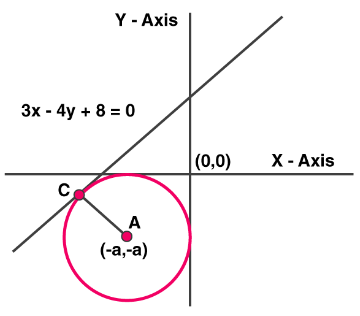 Y - Axis
3x - 4y + 8 = 0
(0,0)
X - Axis
C
A
(-a,-a)